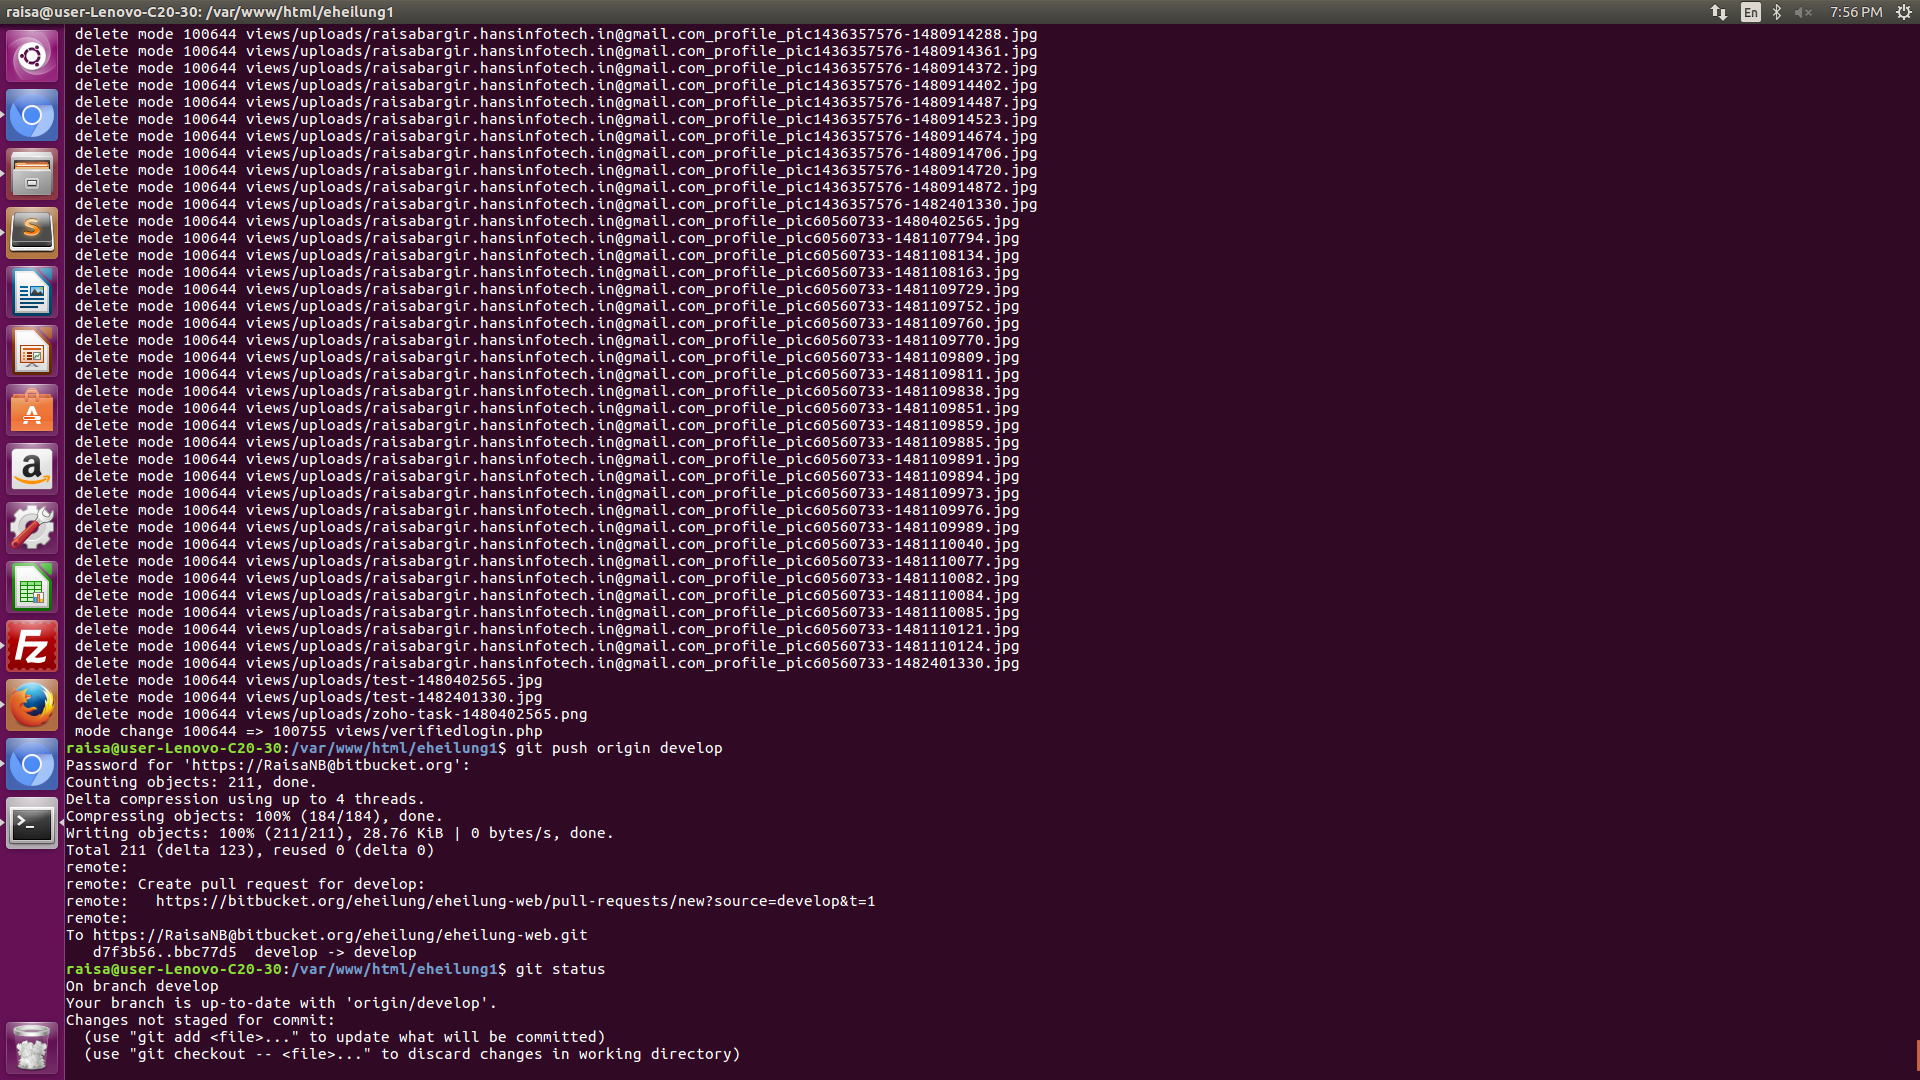 raisa@user-Lenovo-C20-30: /var/www/html/eheilung1
En
7:56 PM
delete mode 100644 views/uploads/raisabargir.hansinfotech.in@gmail.com_profile_pic1436357576-1480914288.jpg
delete mode 100644 views/uploads/raisabargir.hansinfotech.in@gmail.com_profile_pic1436357576-1480914361.jpg
delete mode 100644 views/uploads/raisabargir.hansinfotech.in@gmail.com_profile_pic1436357576-1480914372.jpg
delete mode 100644 views/uploads/raisabargir.hansinfotech.in@gmail.com_profile_pic1436357576-1480914402.jpg
delete mode 100644 views/uploads/raisabargir.hansinfotech.in@gmail.com_profile_pic1436357576-1480914487.jpg
delete mode 100644 views/uploads/raisabargir.hansinfotech.in@gmail.com_profile_pic1436357576-1480914523.jpg
delete mode 100644 views/uploads/raisabargir.hansinfotech.in@gmail.com_profile_pic1436357576-1480914674.jpg
delete mode 100644 views/uploads/raisabargir.hansinfotech.in@gmail.com_profile_pic1436357576-1480914706.jpg
delete mode 100644 views/uploads/raisabargir.hansinfotech.in@gmail.com_profile_pic1436357576-1480914720.jpg
delete mode 100644 views/uploads/raisabargir.hansinfotech.in@gmail.com_profile_pic1436357576-1480914872.jpg
delete mode 100644 views/uploads/raisabargir.hansinfotech.in@gmail.com_profile_pic1436357576-1482401330.jpg
delete mode 100644 views/uploads/raisabargir.hansinfotech.in@gmail.com_profile_pic60560733-1480402565.jpg
delete mode 100644 views/uploads/raisabargir.hansinfotech.in@gmail.com_profile_pic60560733-1481107794.jpg
delete mode 100644 views/uploads/raisabargir.hansinfotech.in@gmail.com_profile_pic60560733-1481108134.jpg
delete mode 100644 views/uploads/raisabargir.hansinfotech.in@gmail.com_profile_pic60560733-1481108163.jpg
delete mode 100644 views/uploads/raisabargir.hansinfotech.in@gmail.com_profile_pic60560733-1481109729.jpg
delete mode 100644 views/uploads/raisabargir.hansinfotech.in@gmail.com_profile_pic60560733-1481109752.jpg
delete mode 100644 views/uploads/raisabargir.hansinfotech.in@gmail.com_profile_pic60560733-1481109760.jpg
delete mode 100644 views/uploads/raisabargir.hansinfotech.in@gmail.com_profile_pic60560733-1481109770.jpg
delete mode 100644 views/uploads/raisabargir.hansinfotech.in@gmail.com_profile_pic60560733-1481109809.jpg
delete mode 100644 views/uploads/raisabargir.hansinfotech.in@gmail.com_profile_pic60560733-1481109811.jpg
delete mode 100644 views/uploads/raisabargir.hansinfotech.in@gmail.com_profile_pic60560733-1481109838.jpg
delete mode 100644 views/uploads/raisabargir.hansinfotech.in@gmail.com_profile_pic60560733-1481109851.jpg
delete mode 100644 views/uploads/raisabargir.hansinfotech.in@gmail.com_profile_pic60560733-1481109859.jpg
delete mode 100644 views/uploads/raisabargir.hansinfotech.in@gmail.com_profile_pic60560733-1481109885.jpg
delete mode 100644 views/uploads/raisabargir.hansinfotech.in@gmail.com_profile_pic60560733-1481109891.jpg
delete mode 100644 views/uploads/raisabargir.hansinfotech.in@gmail.com_profile_pic60560733-1481109894.jpg
delete mode 100644 views/uploads/raisabargir.hansinfotech.in@gmail.com_profile_pic60560733-1481109973.jpg
delete mode 100644 views/uploads/raisabargir.hansinfotech.in@gmail.com_profile_pic60560733-1481109976.jpg
delete mode 100644 views/uploads/raisabargir.hansinfotech.in@gmail.com_profile_pic60560733-1481109989.jpg
delete mode 100644 views/uploads/raisabargir.hansinfotech.in@gmail.com_profile_pic60560733-1481110040.jpg
delete mode 100644 views/uploads/raisabargir.hansinfotech.in@gmail.com_profile_pic60560733-1481110077.jpg
delete mode 100644 views/uploads/raisabargir.hansinfotech.in@gmail.com_profile_pic60560733-1481110082.jpg
delete mode 100644 views/uploads/raisabargir.hansinfotech.in@gmail.com_profile_pic60560733-1481110084.jpg
delete mode 100644 views/uploads/raisabargir.hansinfotech.in@gmail.com_profile_pic60560733-1481110085.jpg
delete mode 100644 views/uploads/raisabargir.hansinfotech.in@gmail.com_profile_pic60560733-1481110121.jpg
delete mode 100644 views/uploads/raisabargir.hansinfotech.in@gmail.com_profile_pic60560733-1481110124.jpg
delete mode 100644 views/uploads/raisabargir.hansinfotech.in@gmail.com_profile_pic60560733-1482401330.jpg
delete mode 100644 views/uploads/test-1480402565.jpg
delete mode 100644 views/uploads/test-1482401330.jpg
delete mode 100644 views/uploads/zoho-task-1480402565.png
mode change 100644 => 100755 views/verifiedlogin.php
raisa@user-Lenovo-C20-30:/var/www/html/eheilung1$ git push origin develop
Password for 'https://RaisaNB@bitbucket.org':
Counting objects: 211, done.
Delta compression using up to 4 threads.
Compressing objects: 100% (184/184), done.
Writing objects: 100% (211/211), 28.76 KiB | 0 bytes/s, done.
Total 211 (delta 123), reused 0 (delta 0)
remote:
remote: Create pull request for develop:
remote:   https://bitbucket.org/eheilung/eheilung-web/pull-requests/new?source=develop&t=1
remote:
To https://RaisaNB@bitbucket.org/eheilung/eheilung-web.git
   d7f3b56..bbc77d5  develop -> develop
raisa@user-Lenovo-C20-30:/var/www/html/eheilung1$ git status
On branch develop
Your branch is up-to-date with 'origin/develop'.
Changes not staged for commit:
  (use "git add <file>..." to update what will be committed)
  (use "git checkout -- <file>..." to discard changes in working directory)